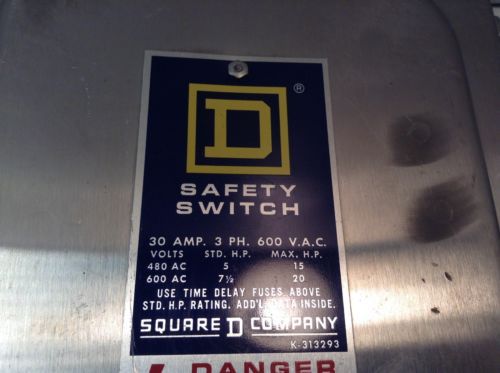 D ®
SAFETY
SWITCH
30 AMP. 3 PH. 600 V.A.C.
VOLTS STD. H.P. MAX. H.P.
480 AC 5 15
600 AC 7½ 20
USE TIME DELAY FUSES ABOVE
STD. H.P. RATING. ADD'L DATA INSIDE.
SQUARE D COMPANY
K-313293
DANGER